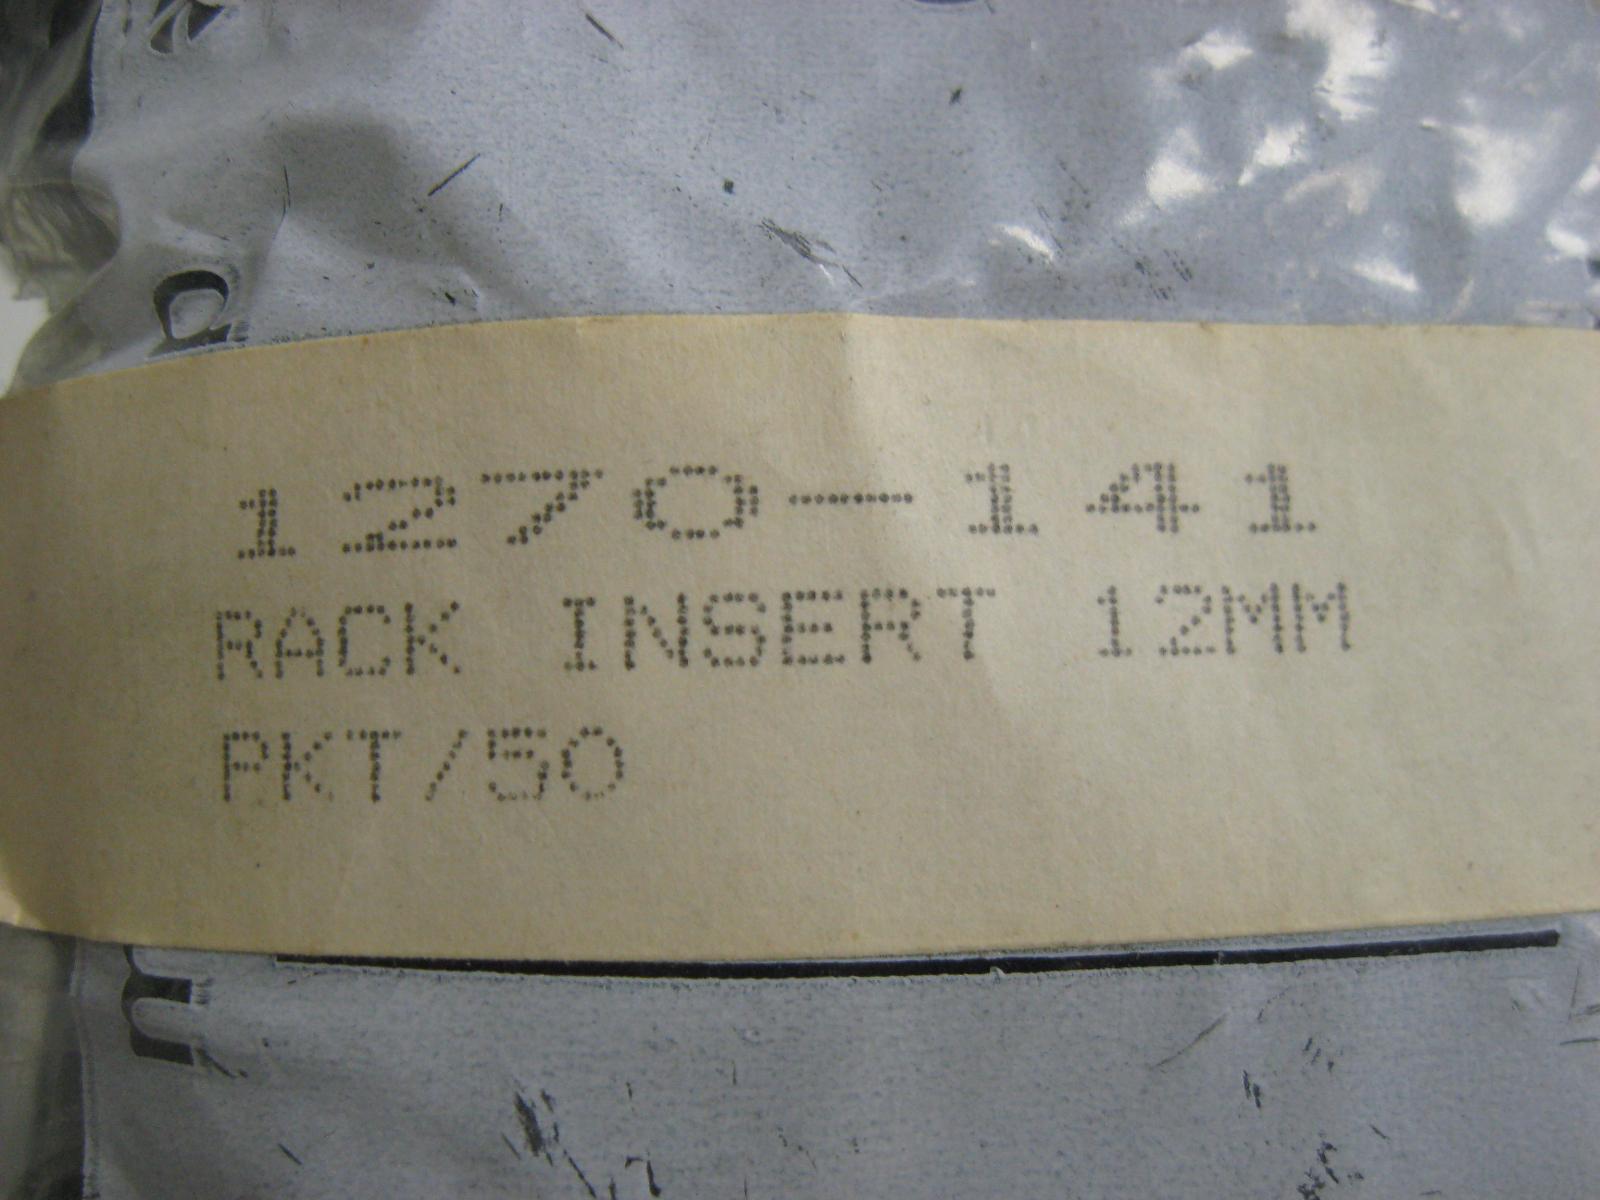 1270-141
RACK INSERT 12MM
PKT/50